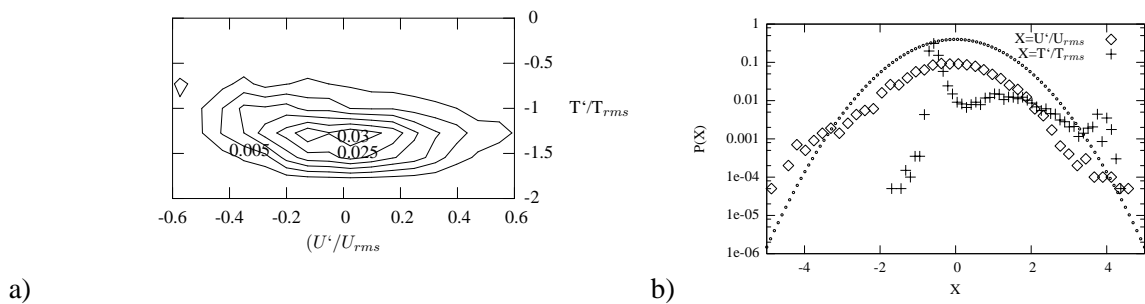 0
-0.5
-1
-1.5
-2
T‘/T_rms
0.005
0.03
0.025
-0.6 -0.4 -0.2 0 0.2 0.4 0.6
(U‘/U_rms
a)
1
0.1
0.01
0.001
1e-04
1e-05
1e-06
P(X)
X=U‘/U_rms
X=T‘/T_rms
-4 -2 0 2 4
X
b)